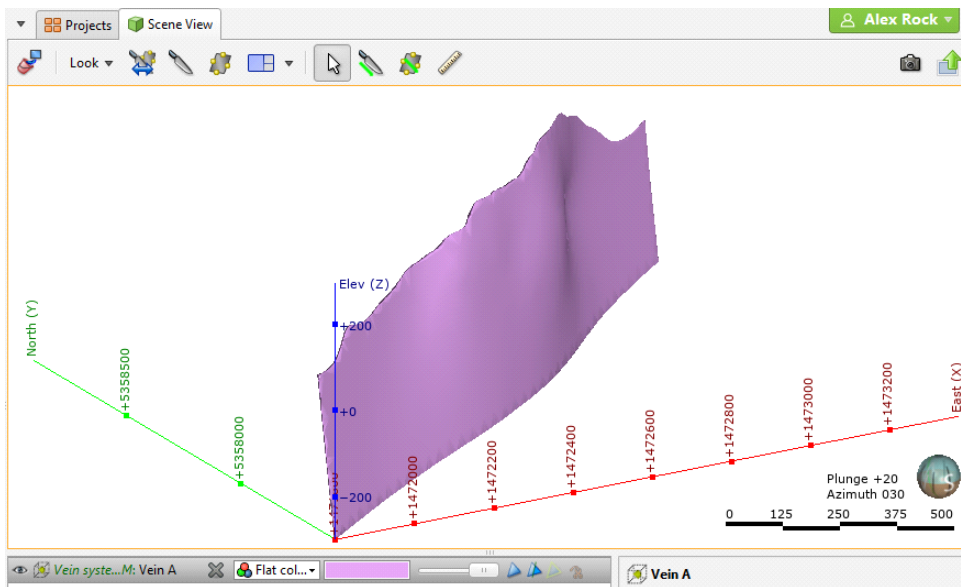 Projects
Scene View
Alex Rock
Look
Elev (Z)
+200
+0
-200
North (Y)
+5358500
+5358000
+1472000
+1472200
+1472400
+1472600
+1472800
+1473000
+1473200
East (X)
Plunge +20
Azimuth 030
0 125 250 375 500
S
Vein syste...M: Vein A
Flat col...
Vein A